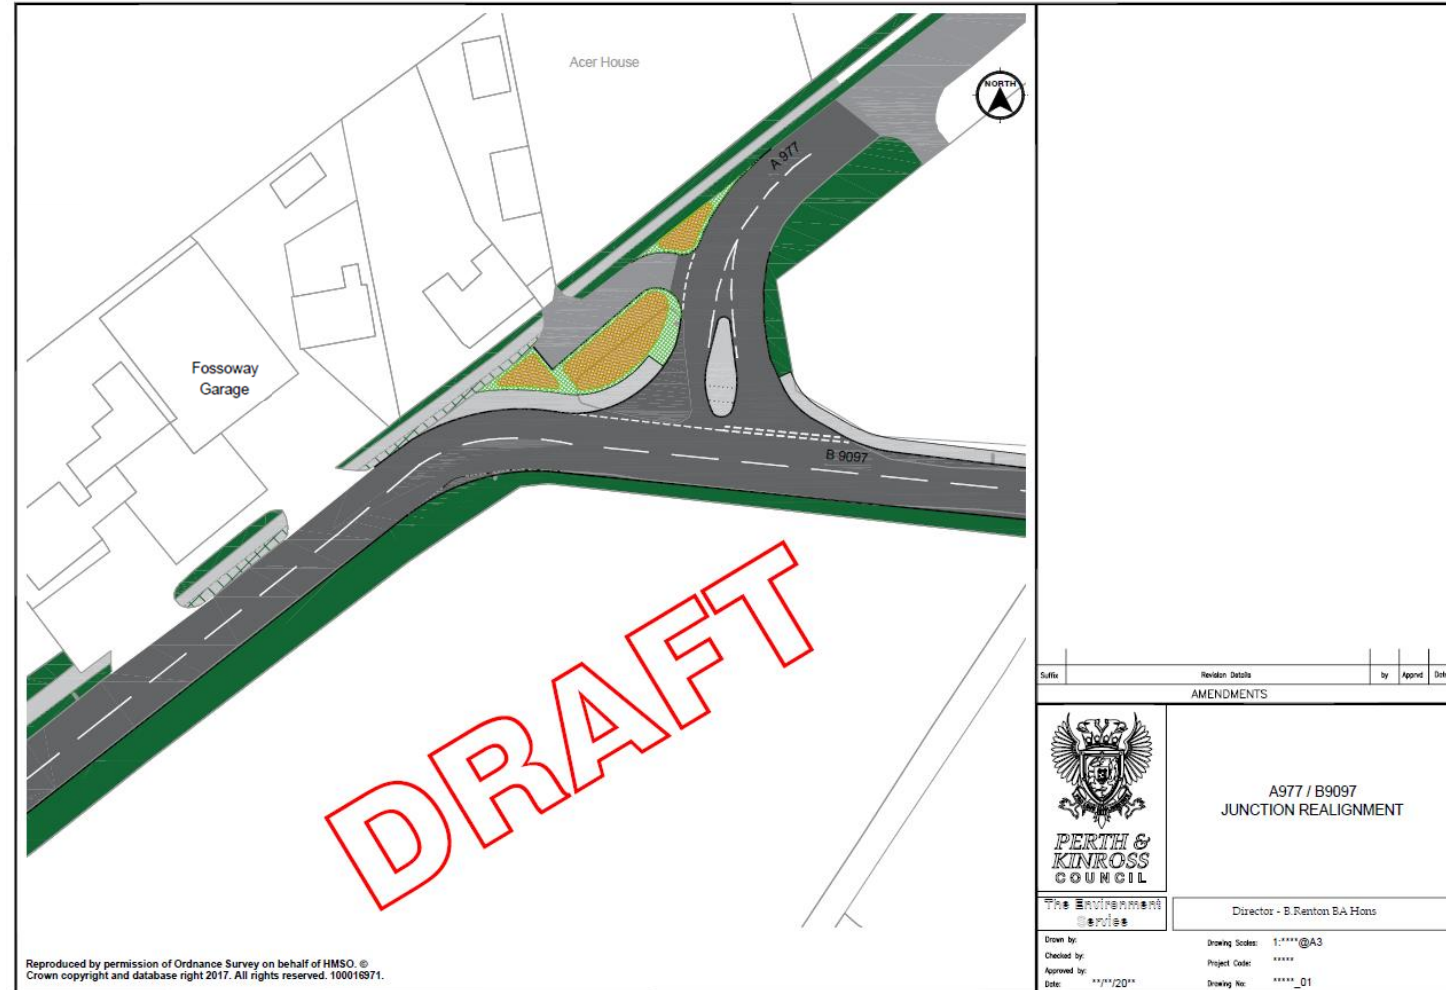 Acer House
NORTH
A 977
Fossoway
Garage
B 9097
DRAFT
Reproduced by permission of Ordnance Survey on behalf of HMSO. ©
Crown copyright and database right 2017. All rights reserved. 100016971.
Suffix Revision Details by Apprvd
AMENDMENTS
PERTH &
KINROSS
COUNCIL
A977 / B9097
JUNCTION REALIGNMENT
The Environment
Service
Director - B.Renton BA Hons
Drawn by:
Checked by:
Approved by:
Date: **/**/20**
Drawing Scales: 1:****@A3
Project Code: *****
Drawing No: *****_01